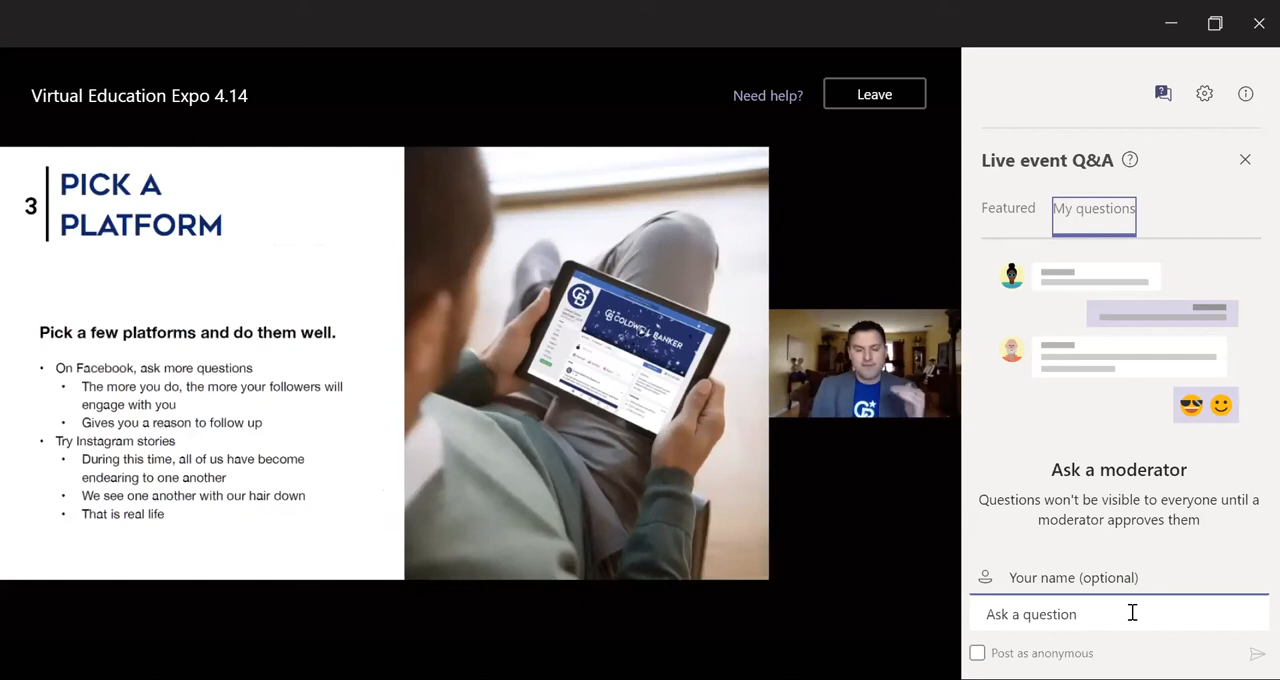 Virtual Education Expo 4.14
Need help?
Leave
3
PICK A
PLATFORM
Pick a few platforms and do them well.
• On Facebook, ask more questions
• The more you do, the more your followers will
engage with you
• Gives you a reason to follow up
• Try Instagram stories
• During this time, all of us have become
endearing to one another
• We see one another with our hair down
• That is real life
COLDWELL BANKER
Live event Q&A
Featured
My questions
Ask a moderator
Questions won't be visible to everyone until a
moderator approves them
Your name (optional)
Ask a question
Post as anonymous